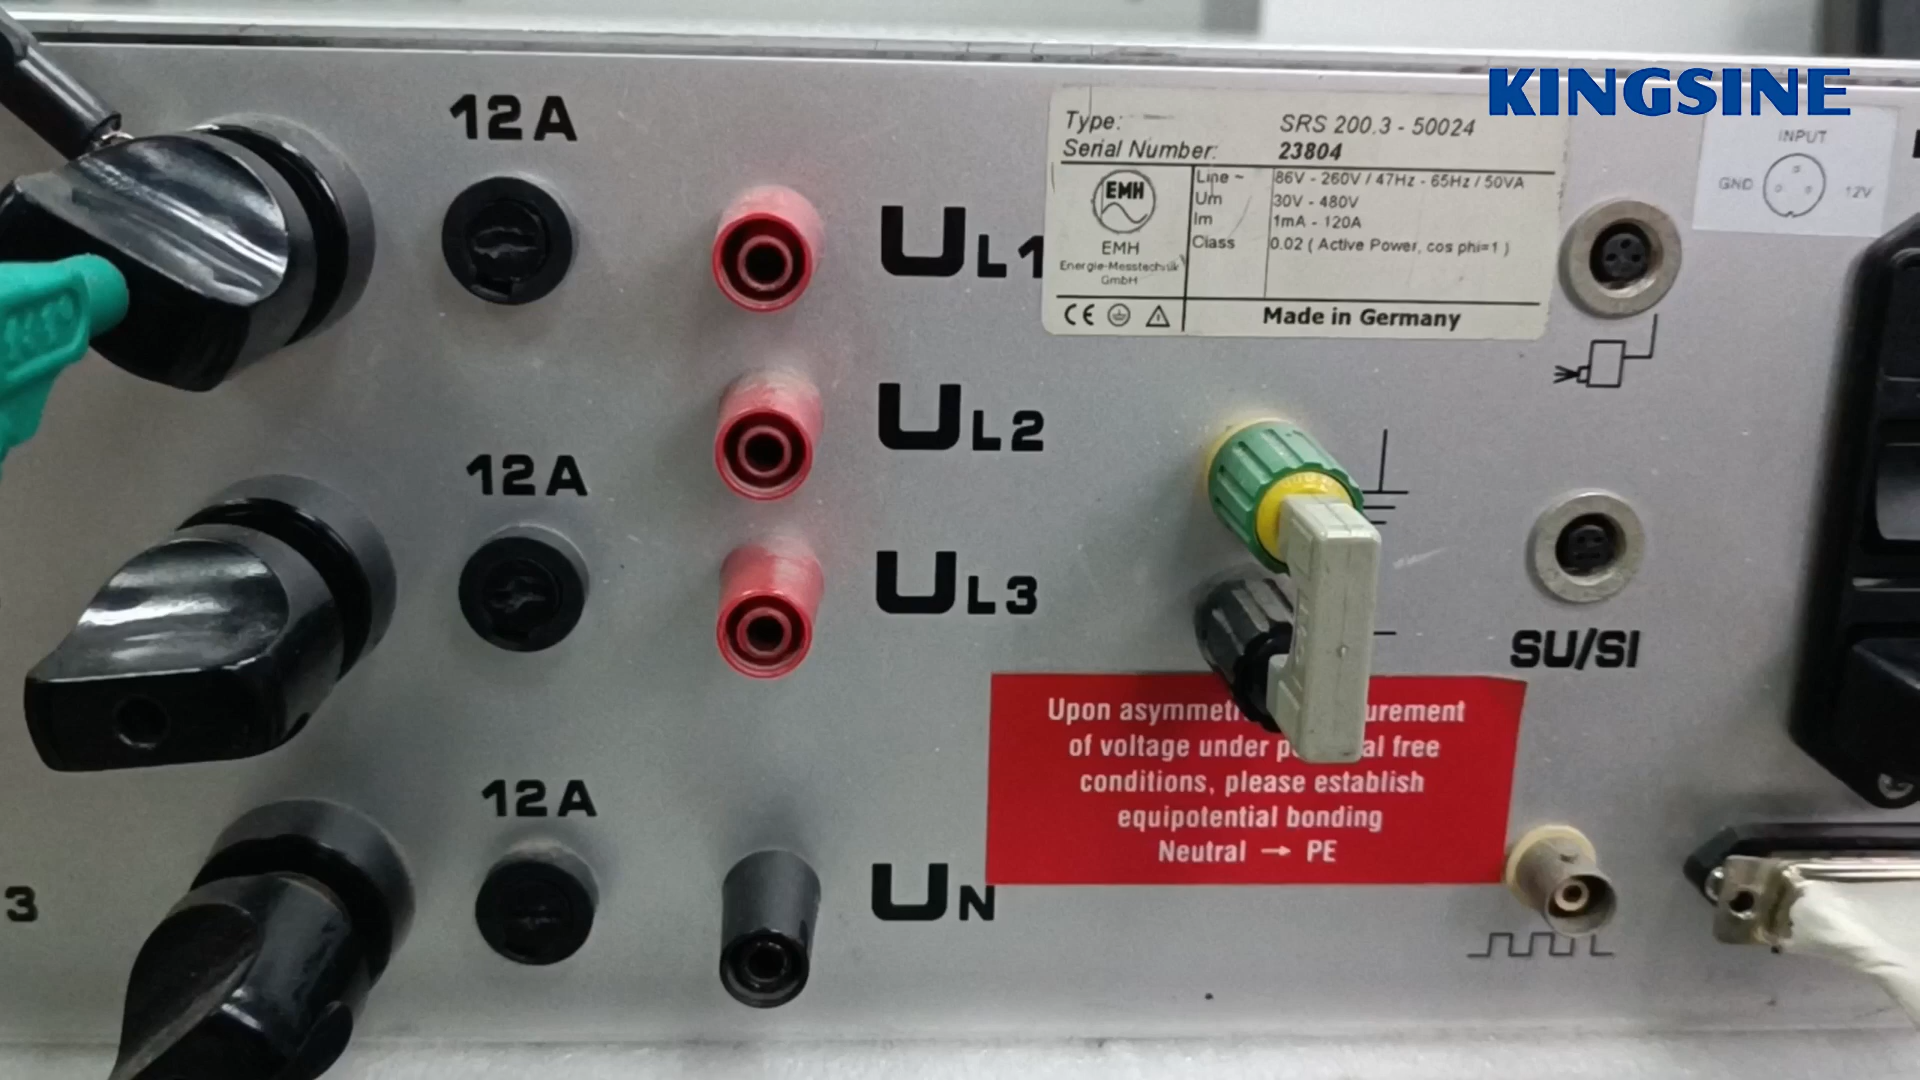 KINGSINE
12A
12A
12A
3
UL1
UL2
UL3
UN
Type: SRS 200.3 - 50024
Serial Number: 23804
EMH
EMH
Energie-Messtechnik
GmbH
Line ~ 86V - 260V / 47Hz - 65Hz / 50VA
Um 30V - 480V
Im 1mA - 120A
Class 0.02 ( Active Power, cos phi=1 )
CE
Made in Germany
INPUT
GND
12V
SU/SI
Upon
of voltage under
free
conditions, please establish
equipotential bonding
Neutral → PE